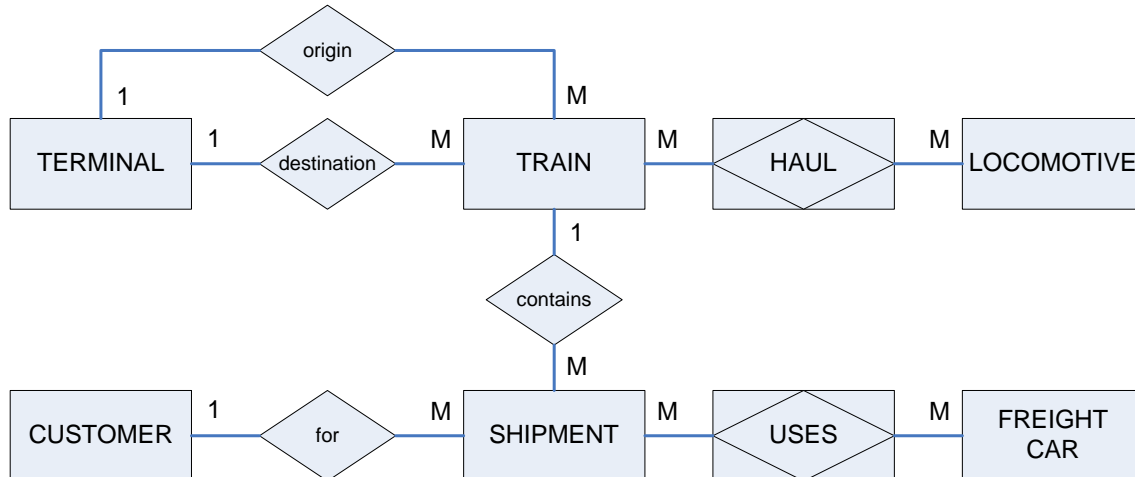 origin
1
M
1
M
M
M
TERMINAL
destination
TRAIN
HAUL
LOCOMOTIVE
1
contains
M
1
M
M
M
CUSTOMER
for
SHIPMENT
USES
FREIGHT
CAR